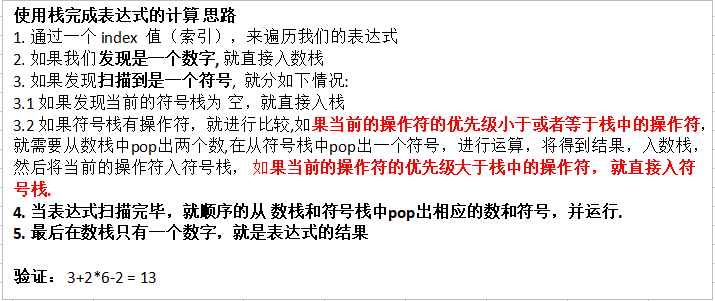 使用栈完成表达式的计算 思路
1. 通过一个 index 值（索引），来遍历我们的表达式
2. 如果我们发现是一个数字, 就直接入数栈
3. 如果发现扫描到是一个符号, 就分如下情况:
3.1 如果发现当前的符号栈为 空，就直接入栈
3.2 如果符号栈有操作符，就进行比较,如果当前的操作符的优先级小于或者等于栈中的操作符，
就需要从数栈中pop出两个数,在从符号栈中pop出一个符号，进行运算，将得到结果，入数栈，
然后将当前的操作符入符号栈， 如果当前的操作符的优先级大于栈中的操作符， 就直接入符
号栈.
4. 当表达式扫描完毕，就顺序的从 数栈和符号栈中pop出相应的数和符号，并运行.
5. 最后在数栈只有一个数字，就是表达式的结果
验证： 3+2*6-2 = 13